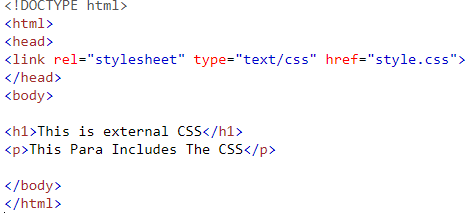 <!DOCTYPE html>
<html>
<head>
<link rel="stylesheet" type="text/css" href="style.css">
</head>
<body>
<h1>This is external CSS</h1>
<p>This Para Includes The CSS</p>
</body>
</html>